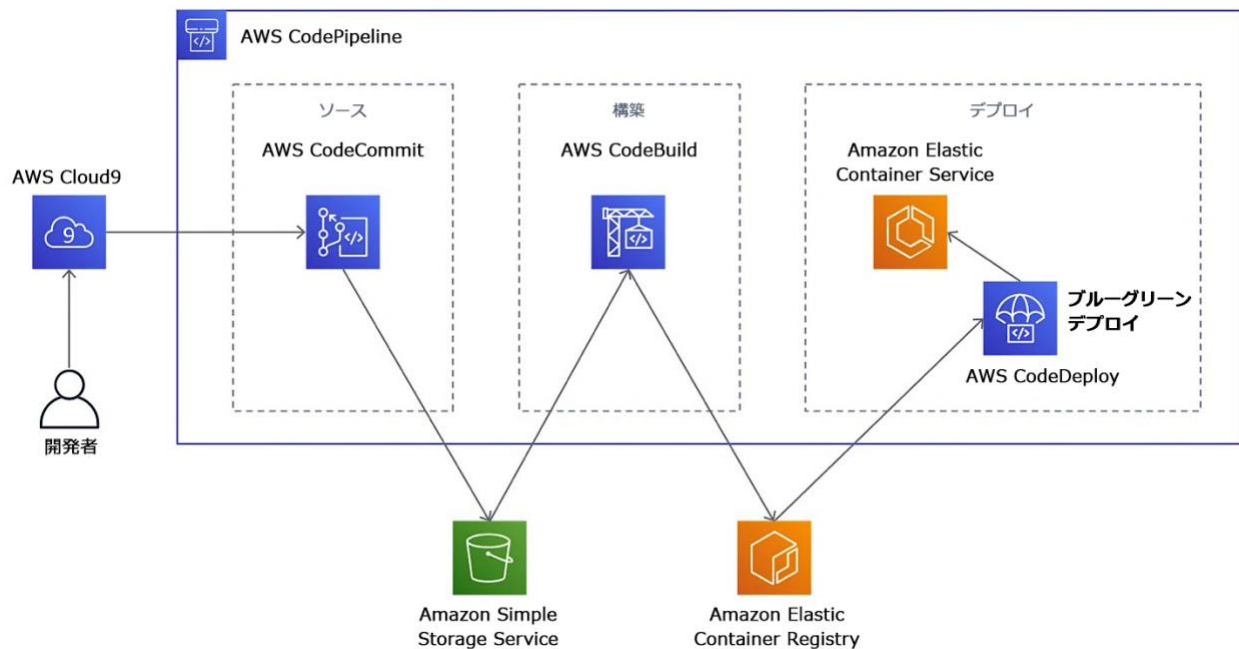 AWS CodePipeline
ソース
構築
デプロイ
AWS CodeCommit
AWS CodeBuild
Amazon Elastic
Container Service
AWS Cloud9
9
ブルーグリーン
デプロイ
AWS CodeDeploy
開発者
Amazon Simple
Storage Service
Amazon Elastic
Container Registry